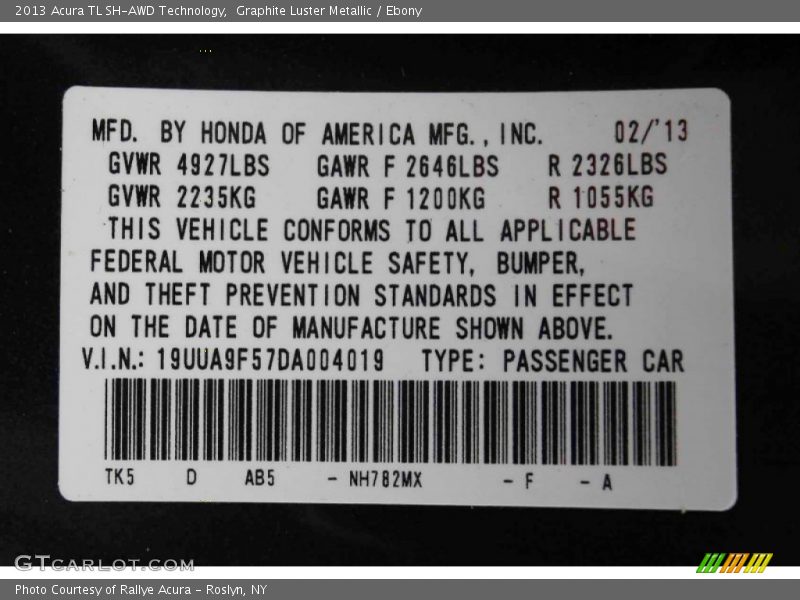 2013 Acura TL SH-AWD Technology, Graphite Luster Metallic / Ebony
MFD. BY HONDA OF AMERICA MFG., INC. 02/'13
GVWR 4927LBS GAWR F 2646LBS R 2326LBS
GVWR 2235KG GAWR F 1200KG R 1055KG
THIS VEHICLE CONFORMS TO ALL APPLICABLE
FEDERAL MOTOR VEHICLE SAFETY, BUMPER,
AND THEFT PREVENTION STANDARDS IN EFFECT
ON THE DATE OF MANUFACTURE SHOWN ABOVE.
V.I.N.: 19UUA9F57DA004019 TYPE: PASSENGER CAR
TK5 D AB5 - NH782MX - F - A
GTCARLOT.COM
Photo Courtesy of Rallye Acura - Roslyn, NY